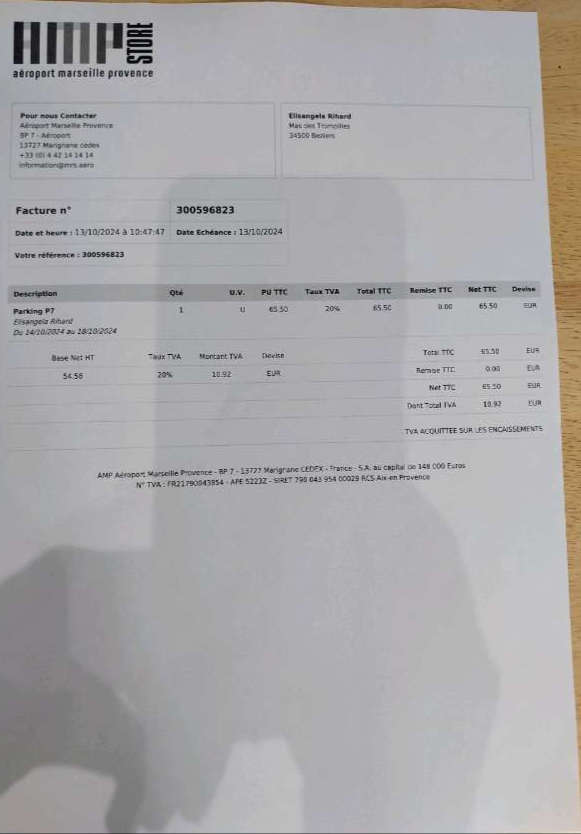 AMP STORE
aéroport marseille provence
Pour nous Contacter
Aéroport Marseille Provence
BP 7 - Aéroport
13727 Marignane cedex
+33 (0) 4 42 14 14 14
information@mrs.aero
Elisangela Rihard
Mas des Tromolhes
34500 Beziers
Facture n° 300596823
Date et heure : 13/10/2024 à 10:47:47 Date Echéance : 13/10/2024
Votre référence : 300596823
Description Qté U.V. PU TTC Taux TVA Total TTC Remise TTC Net TTC Devise
Parking P7 1 U 65.50 20% 65.50 0.00 65.50 EUR
Elisangela Rihard
Du 14/10/2024 au 18/10/2024
Base Net HT Taux TVA Montant TVA Devise
54.58 20% 10.92 EUR
Total TTC 65.50 EUR
Remise TTC 0.00 EUR
Net TTC 65.50 EUR
Dont Total TVA 10.92 EUR
TVA ACQUITTEE SUR LES ENCAISSEMENTS
AMP Aéroport Marseille Provence - BP 7 - 13727 Marignane CEDEX - France - S.A. au capital de 148 000 Euros
N° TVA : FR21790043954 - APE 5223Z - SIRET 790 043 954 00029 RCS Aix-en Provence